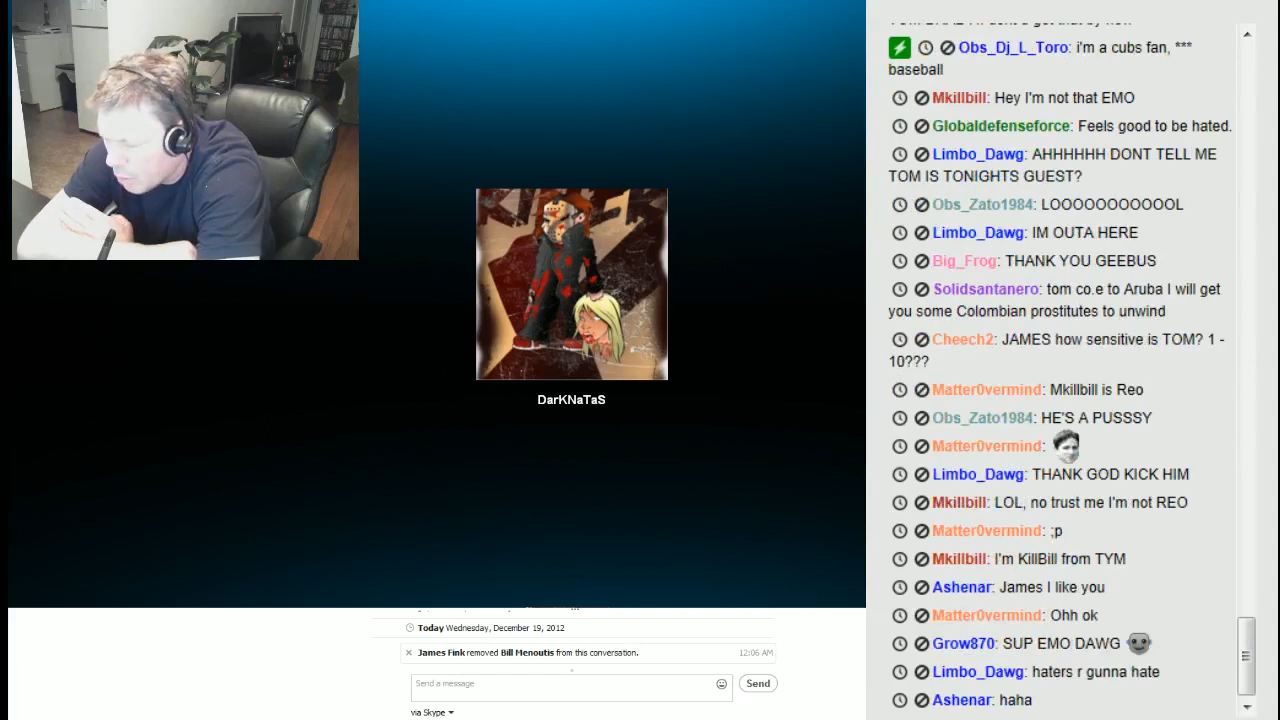 Obs_Dj_L_Toro: i'm a cubs fan, ***
baseball
Mkillbill: Hey I'm not that EMO
Globaldefenseforce: Feels good to be hated.
Limbo_Dawg: AHHHHHH DONT TELL ME
TOM IS TONIGHTS GUEST?
Obs_Zato1984: LOOOOOOOOOOL
Limbo_Dawg: IM OUTA HERE
Big_Frog: THANK YOU GEEBUS
Solidsantanero: tom co.e to Aruba I will get
you some Colombian prostitutes to unwind
Cheech2: JAMES how sensitive is TOM? 1 -
10???
Matter0vermind: Mkillbill is Reo
Obs_Zato1984: HE'S A PUSSSY
Matter0vermind:
Limbo_Dawg: THANK GOD KICK HIM
Mkillbill: LOL, no trust me I'm not REO
Matter0vermind: ;p
Mkillbill: I'm KillBill from TYM
Ashenar: James I like you
Matter0vermind: Ohh ok
Grow870: SUP EMO DAWG
Limbo_Dawg: haters r gunna hate
Ashenar: haha
DarKNaTaS
Today Wednesday, December 19, 2012
James Fink removed Bill Menoutis from this conversation. 12:06 AM
Send a message
Send
via Skype